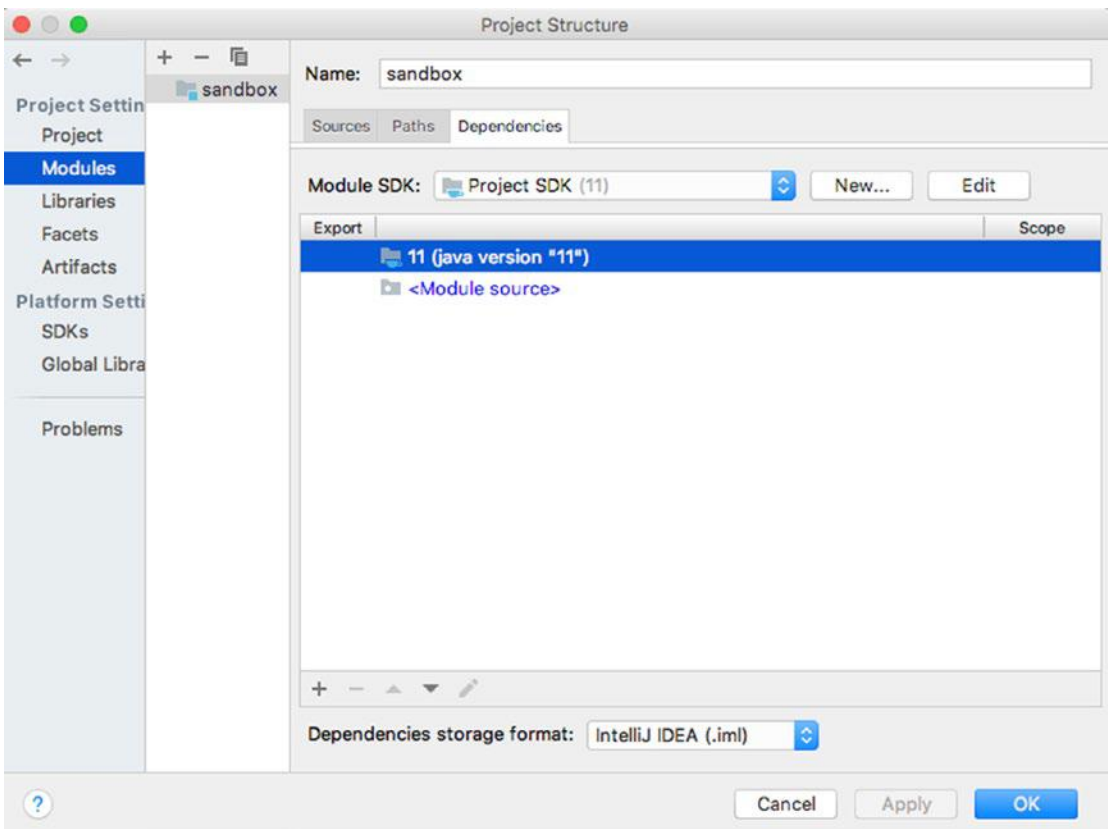 Project Structure
Project Settin
Project
Modules
Libraries
Facets
Artifacts
Platform Setti
SDKs
Global Libra
Problems
sandbox
Name: sandbox
Sources Paths Dependencies
Module SDK: Project SDK (11) New... Edit
Export Scope
11 (java version "11")
<Module source>
Dependencies storage format: IntelliJ IDEA (.iml)
? Cancel Apply OK